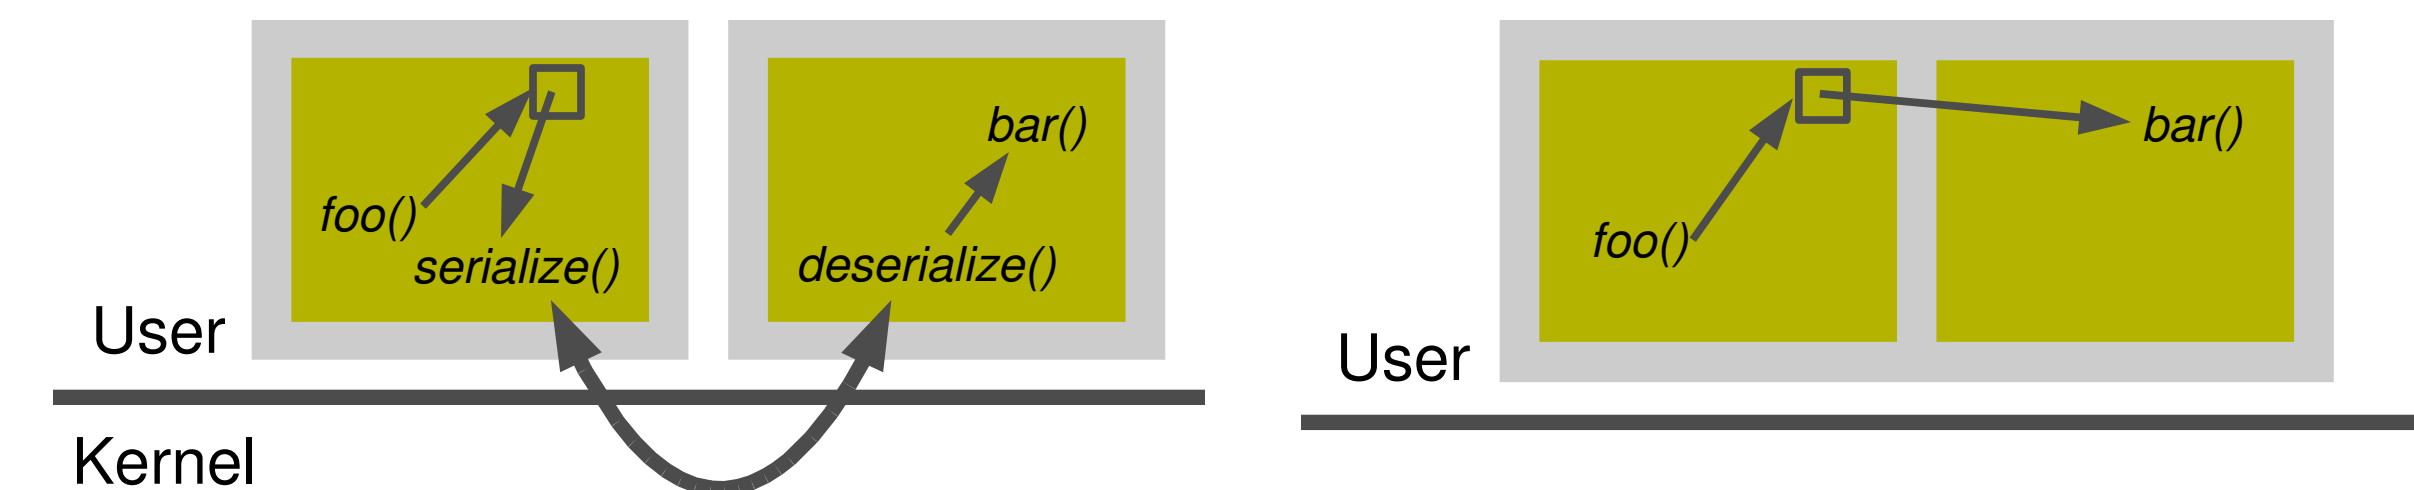 bar()
foo()
serialize()
deserialize()
User
Kernel
bar()
foo()
User